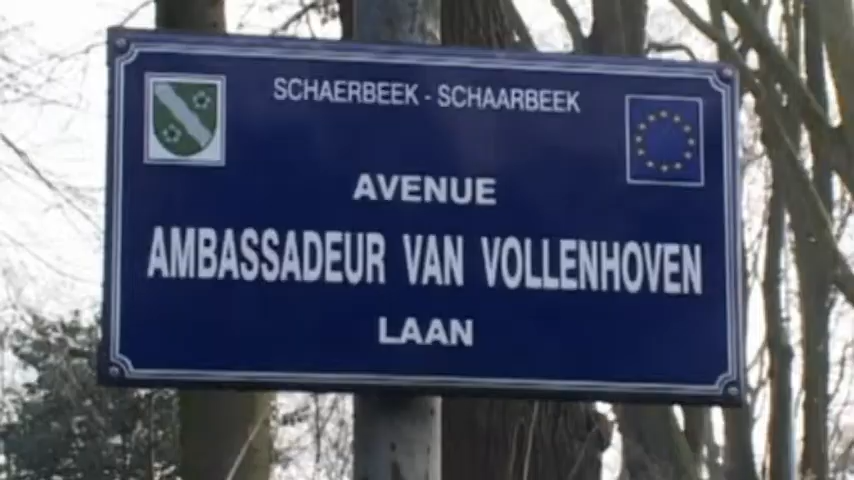 SCHAERBEEK - SCHAARBEEK
AVENUE
AMBASSADEUR VAN VOLLENHOVEN
LAAN